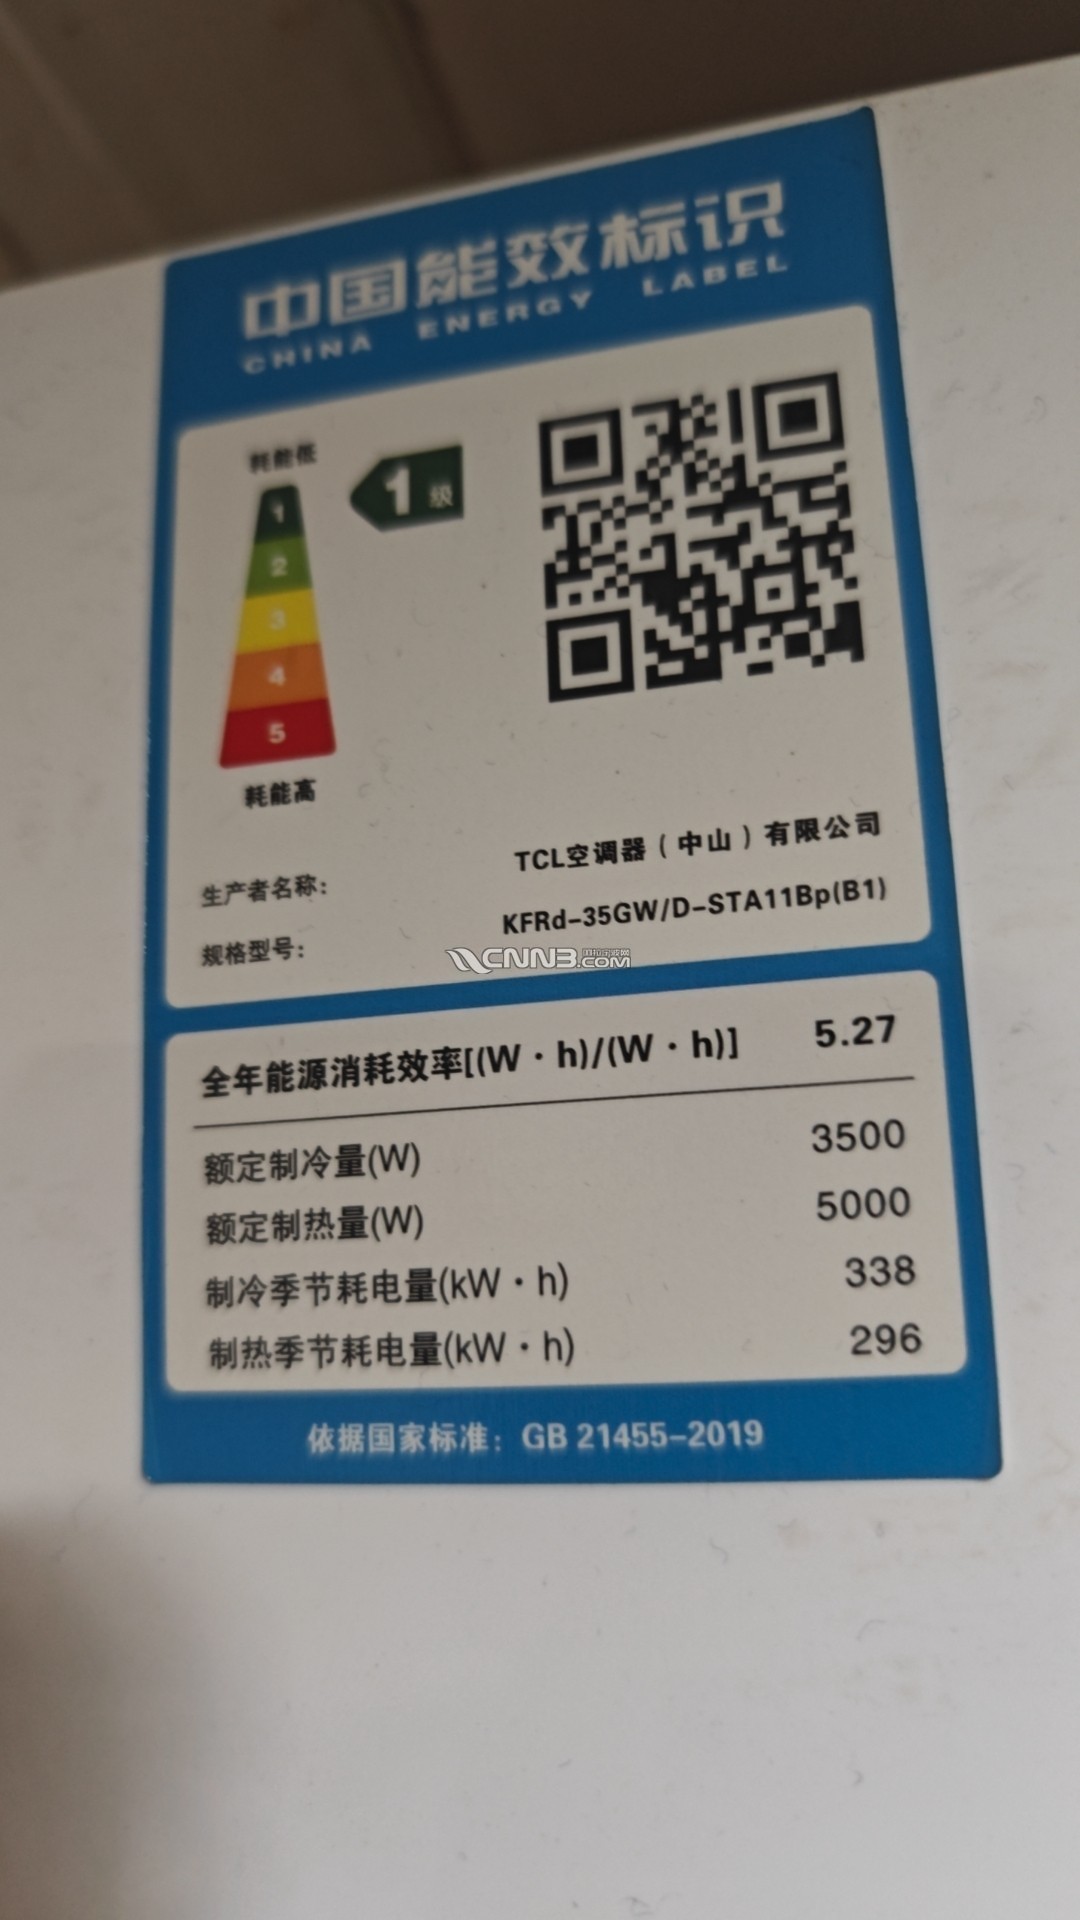 中国能效标识
CHINA ENERGY LABEL
耗能低
1
2
3
4
5
耗能高
1级
生产者名称: TCL空调器（中山）有限公司
规格型号: KFRd-35GW/D-STA11Bp(B1)
CNN3.COM
全年能源消耗效率[(W·h)/(W·h)] 5.27
额定制冷量(W) 3500
额定制热量(W) 5000
制冷季节耗电量(kW·h) 338
制热季节耗电量(kW·h) 296
依据国家标准: GB 21455-2019